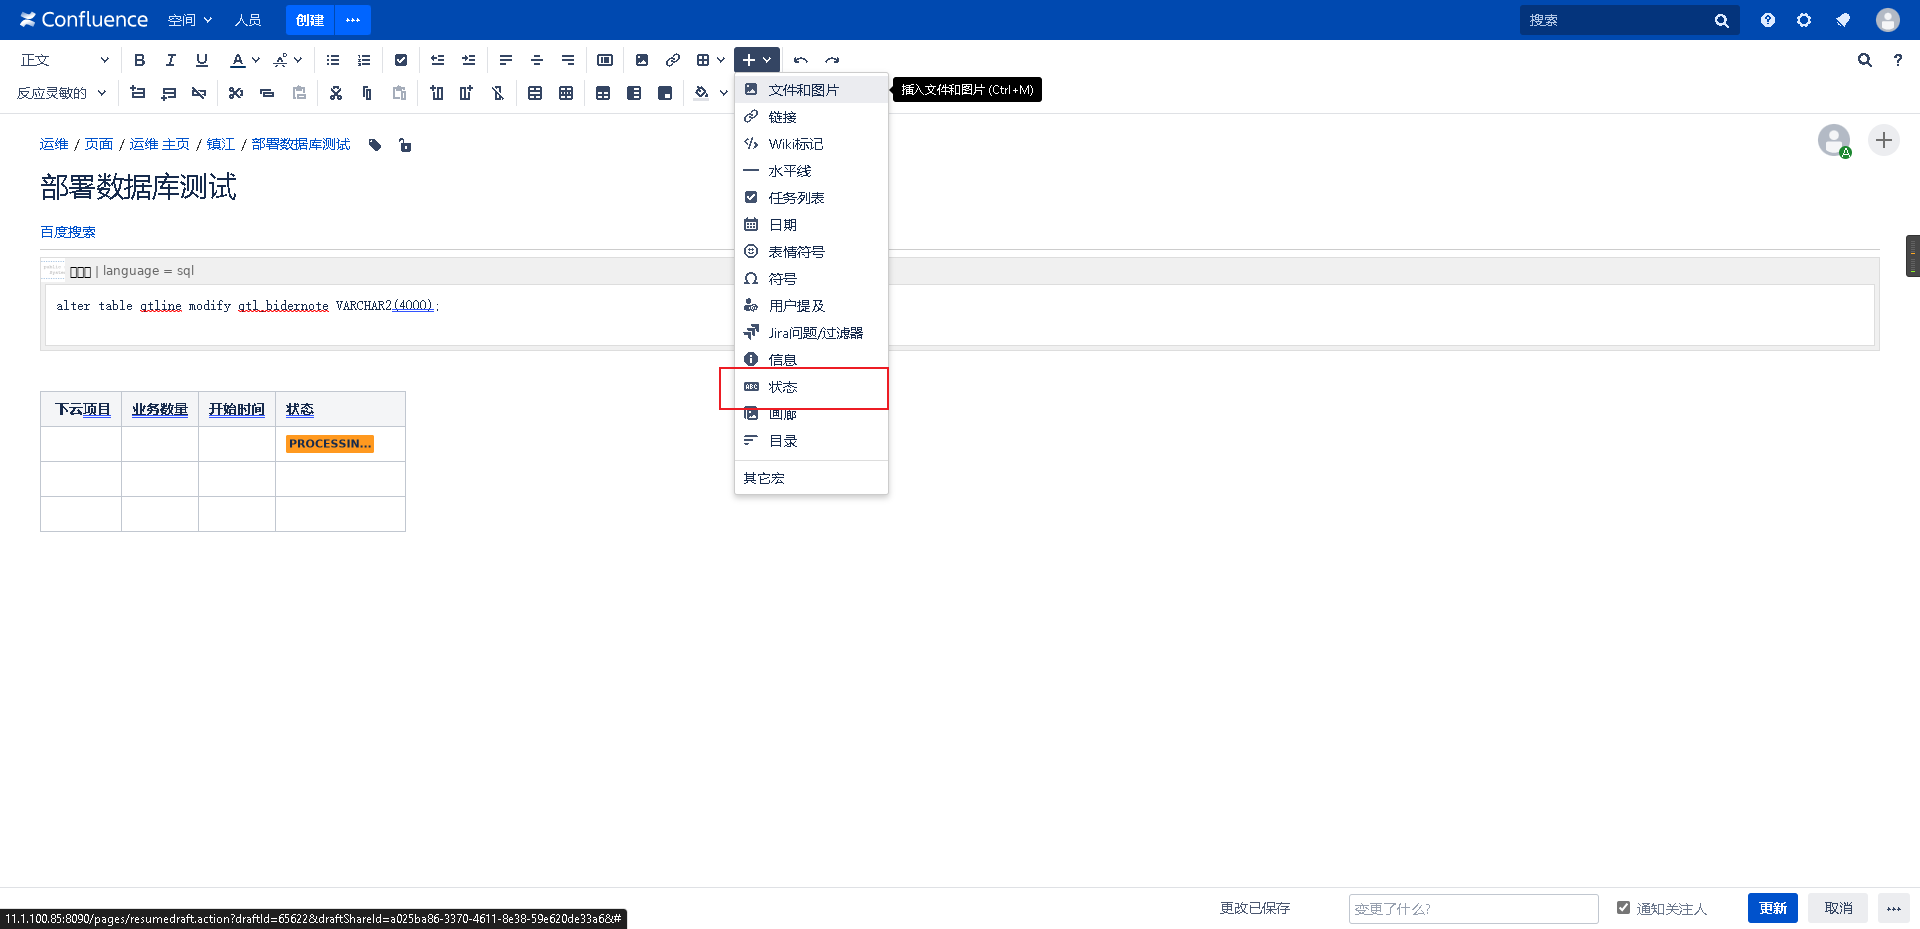 Confluence 空间 人员 创建 ··· 搜索
正文
反应灵敏的
文件和图片
插入文件和图片 (Ctrl+M)
链接
Wiki标记
水平线
任务列表
日期
表情符号
符号
用户提及
Jira问题/过滤器
信息
状态
画廊
目录
其它宏
运维 / 页面 / 运维 主页 / 镇江 / 部署数据库测试
部署数据库测试
百度搜索
| language = sql
alter table gtline modify gtl_bidernote VARCHAR2(4000);
下云项目 业务数量 开始时间 状态
PROCESSIN...
更改已保存 变更了什么? 通知关注人 更新 取消 ···
11.1.100.85:8090/pages/resumedraft.action?draftId=65622&draftShareId=a025ba86-3370-4611-8e38-59e620de33a6&#